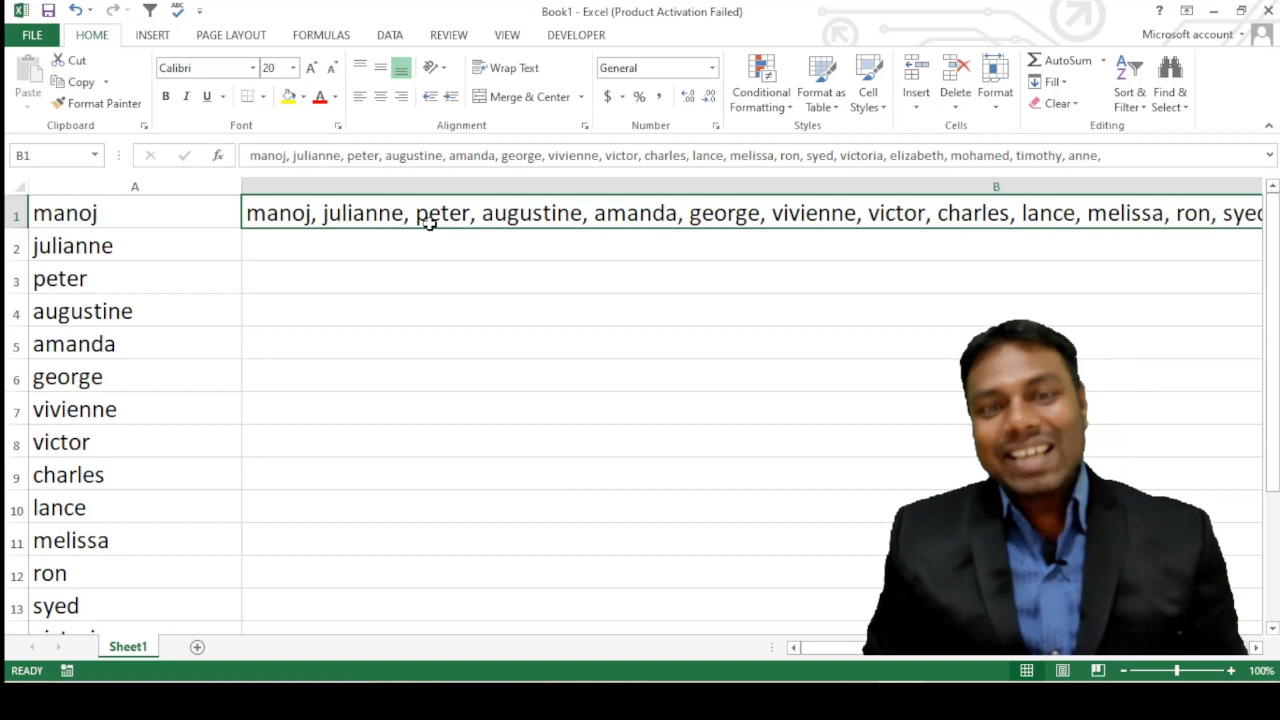 Book1 - Excel (Product Activation Failed)
FILE HOME INSERT PAGE LAYOUT FORMULAS DATA REVIEW VIEW DEVELOPER Microsoft account
Cut
Copy
Format Painter
Paste
Clipboard
Calibri 20
B I U
Font
Wrap Text
Merge & Center
Alignment
General
$ % ,
Number
Conditional Formatting
Format as Table
Cell Styles
Styles
Insert Delete Format
Cells
AutoSum
Fill
Clear
Sort & Filter
Find & Select
Editing
B1 fx manoj, julianne, peter, augustine, amanda, george, vivienne, victor, charles, lance, melissa, ron, syed, victoria, elizabeth, mohamed, timothy, anne,
A B
1 manoj manoj, julianne, peter, augustine, amanda, george, vivienne, victor, charles, lance, melissa, ron, syed
2 julianne
3 peter
4 augustine
5 amanda
6 george
7 vivienne
8 victor
9 charles
10 lance
11 melissa
12 ron
13 syed
Sheet1
READY 100%